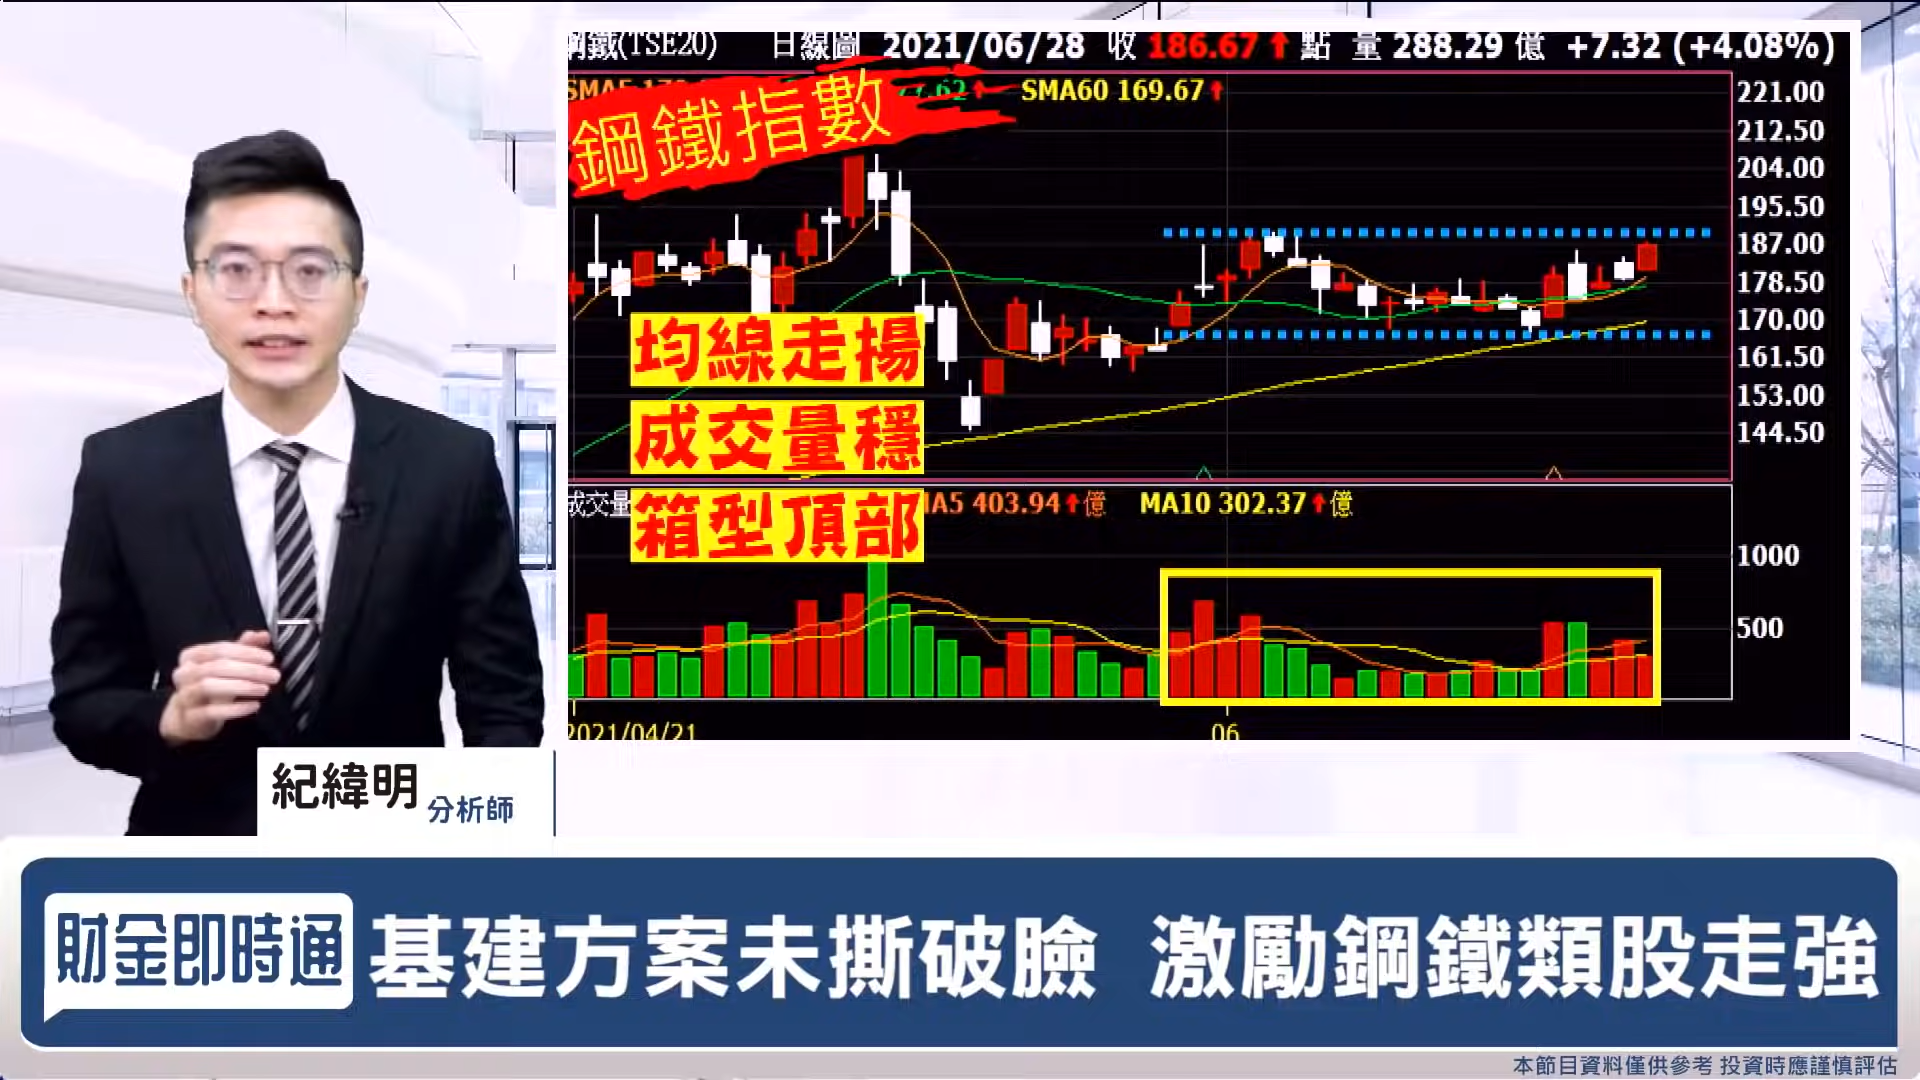 鋼鐵(TSE20) 日線圖 2021/06/28 收 186.67↑點 量 288.29 億 +7.32 (+4.08%)
77.62↑ SMA60 169.67↑
鋼鐵指數
221.00
212.50
204.00
195.50
187.00
178.50
170.00
161.50
153.00
144.50
均線走揚
成交量穩
箱型頂部
成交量 MA5 403.94↑億 MA10 302.37↑億
1000
500
2021/04/21 06
紀緯明 分析師
財金即時通 基建方案未撕破臉 激勵鋼鐵類股走強
本節目資料僅供參考 投資時應謹慎評估